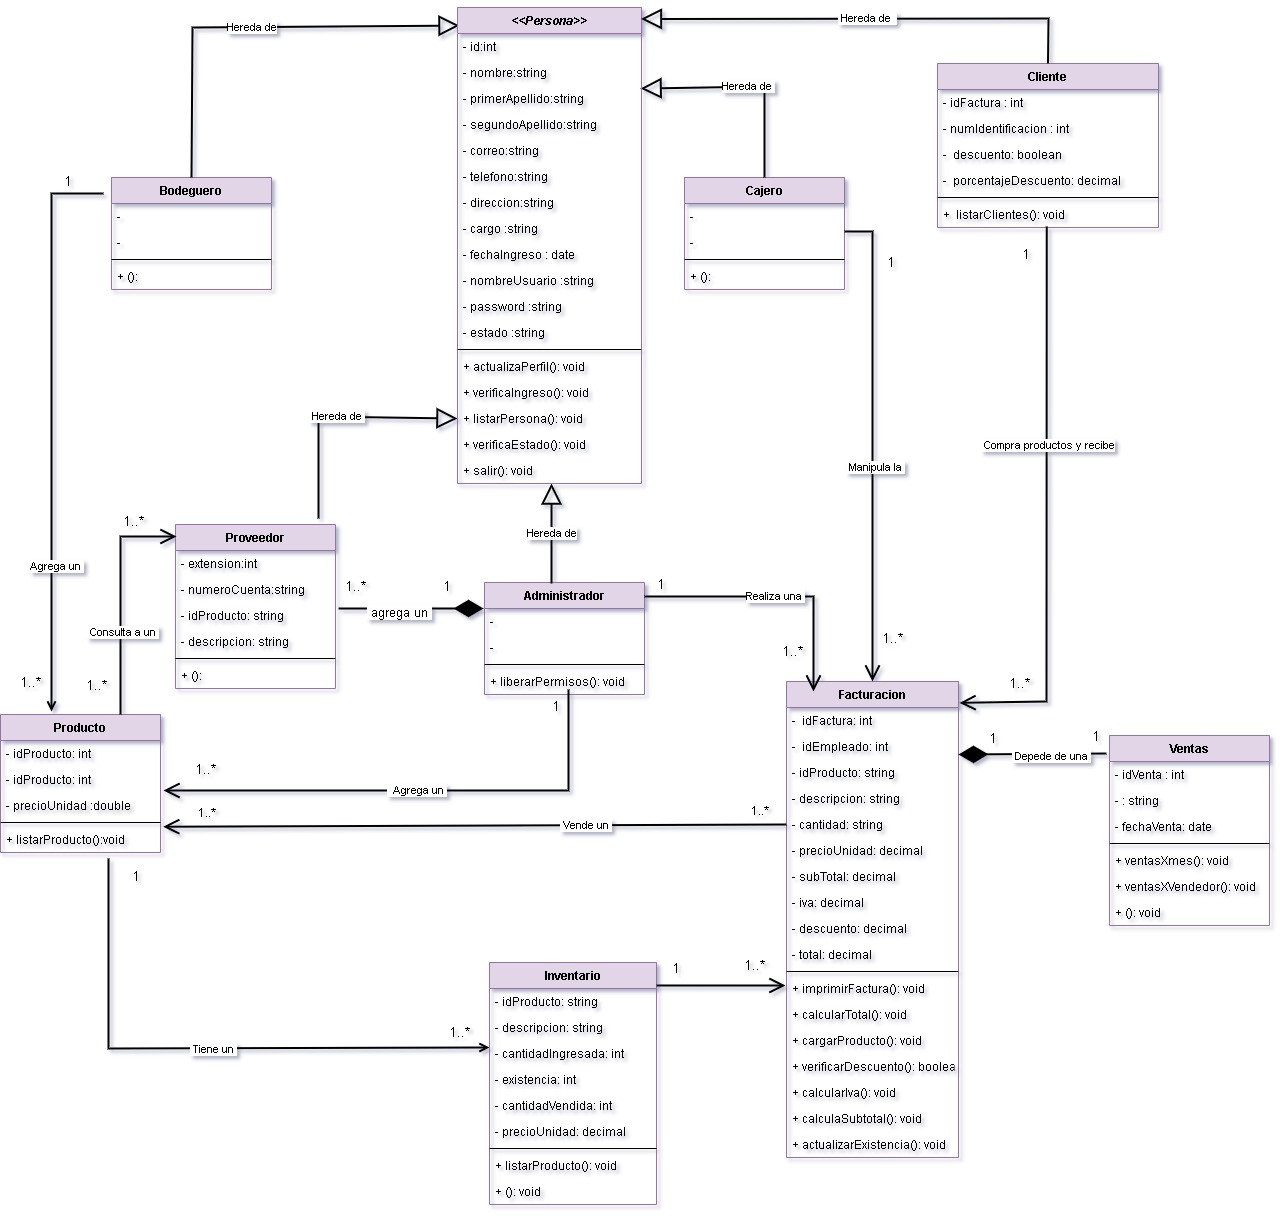 <<Persona>>
- id:int
- nombre:string
- primerApellido:string
- segundoApellido:string
- correo:string
- telefono:string
- direccion:string
- cargo :string
- fechaIngreso : date
- nombreUsuario :string
- password :string
- estado :string
+ actualizaPerfil(): void
+ verificaIngreso(): void
+ listarPersona(): void
+ verificaEstado(): void
+ salir(): void
Hereda de
Hereda de
Hereda de
Cliente
- idFactura : int
- numIdentificacion : int
- descuento: boolean
- porcentajeDescuento: decimal
+ listarClientes(): void
1
Bodeguero
-
-
+ ():
1
Cajero
-
-
+ ():
1
Hereda de
Compra productos y recibe
Manipula la
Hereda de
Agrega un
1..*
Proveedor
- extension:int
- numeroCuenta:string
- idProducto: string
- descripcion: string
+ ():
Consulta a un
1..*
1
agrega un
Administrador
-
-
+ liberarPermisos(): void
1
Realiza una
1..*
1..*
1..*
1..*
1..*
1
Producto
- idProducto: int
- idProducto: int
- precioUnidad :double
+ listarProducto():void
1..*
Agrega un
1..*
Vende un
1..*
1
Facturacion
- idFactura: int
- idEmpleado: int
- idProducto: string
- descripcion: string
- cantidad: string
- precioUnidad: decimal
- subTotal: decimal
- iva: decimal
- descuento: decimal
- total: decimal
+ imprimirFactura(): void
+ calcularTotal(): void
+ cargarProducto(): void
+ verificarDescuento(): boolea
+ calcularIva(): void
+ calculaSubtotal(): void
+ actualizarExistencia(): void
1
Depede de una
1
Ventas
- idVenta : int
- : string
- fechaVenta: date
+ ventasXmes(): void
+ ventasXVendedor(): void
+ (): void
Tiene un
1..*
Inventario
- idProducto: string
- descripcion: string
- cantidadIngresada: int
- existencia: int
- cantidadVendida: int
- precioUnidad: decimal
+ listarProducto(): void
+ (): void
1
1..*